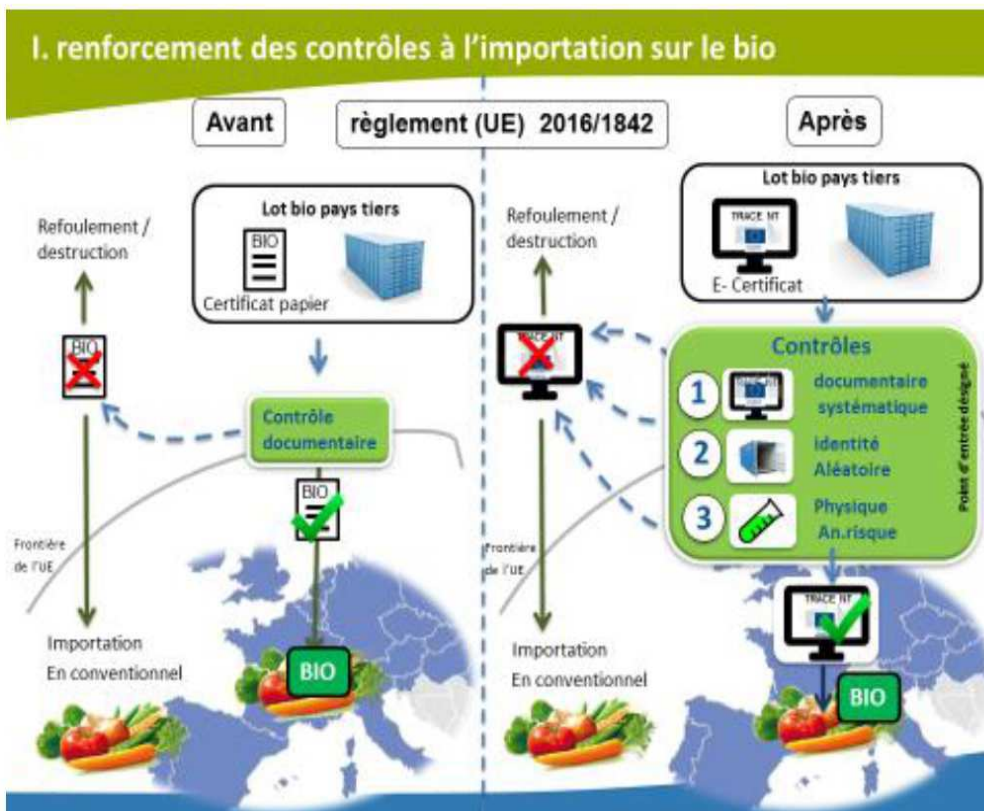 I. renforcement des contrôles à l'importation sur le bio
Avant
règlement (UE) 2016/1842
Après
Lot bio pays tiers
BIO
Certificat papier
Refoulement /
destruction
BIO
Contrôle
documentaire
BIO
Frontière
de l'UE
Importation
En conventionnel
BIO
Lot bio pays tiers
TRACE NT
E- Certificat
Refoulement /
destruction
TRACE NT
Contrôles
1
documentaire
systématique
2
identité
Aléatoire
3
Physique
An.risque
Point d'entrée désigné
Frontière
de l'UE
TRACE NT
Importation
En conventionnel
BIO